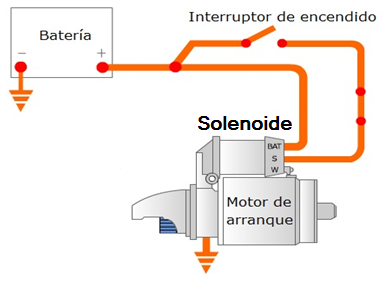 Interruptor de encendido
Batería
- +
Solenoide
BAT
S
W
Motor de
arranque